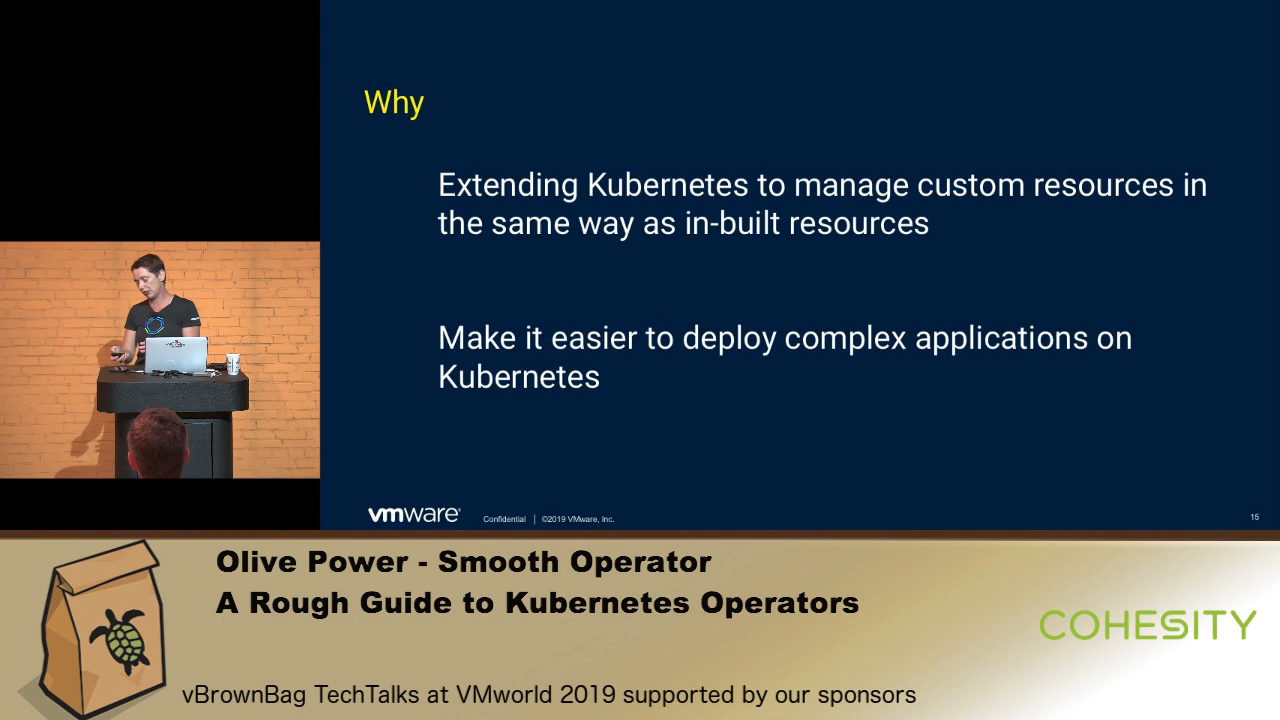 Why
Extending Kubernetes to manage custom resources in
the same way as in-built resources
Make it easier to deploy complex applications on
Kubernetes
vmware
Confidential | ©2019 VMware, Inc.
15
Olive Power - Smooth Operator
A Rough Guide to Kubernetes Operators
COHESITY
vBrownBag TechTalks at VMworld 2019 supported by our sponsors